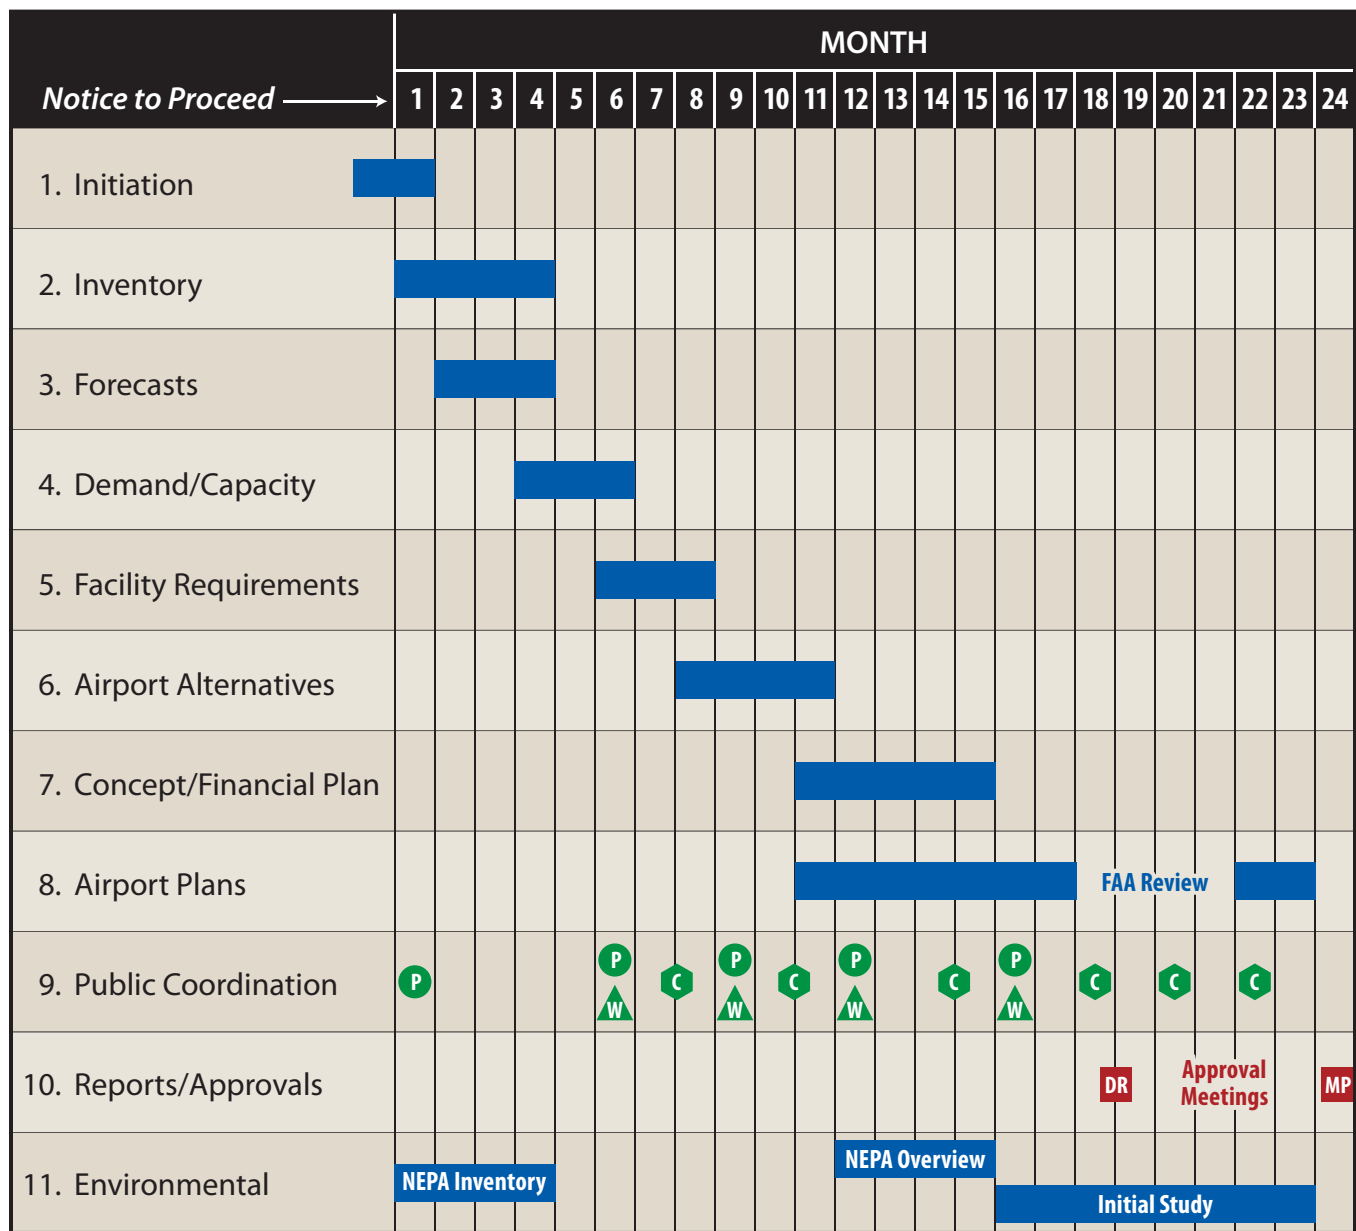 MONTH
Notice to Proceed 1 2 3 4 5 6 7 8 9 10 11 12 13 14 15 16 17 18 19 20 21 22 23 24
1. Initiation
2. Inventory
3. Forecasts
4. Demand/Capacity
5. Facility Requirements
6. Airport Alternatives
7. Concept/Financial Plan
8. Airport Plans FAA Review
P P P P
9. Public Coordination P C C C C C C
W W W W
10. Reports/Approvals DR Approval MP
Meetings
NEPA Overview
11. Environmental NEPA Inventory
Initial Study